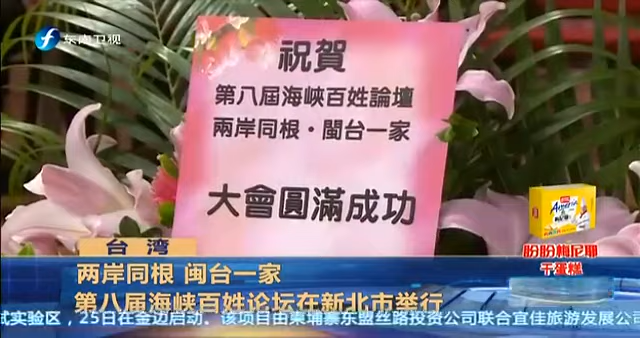 东南卫视
祝賀
第八屆海峽百姓論壇
兩岸同根·閩台一家
大會圓滿成功
盼盼梅尼耶
干蛋糕
台湾
两岸同根 闽台一家
第八届海峡百姓论坛在新北市举行
试实验区，25日在金边启动。该项目由柬埔寨东盟丝路投资公司联合宜佳旅游发展公司